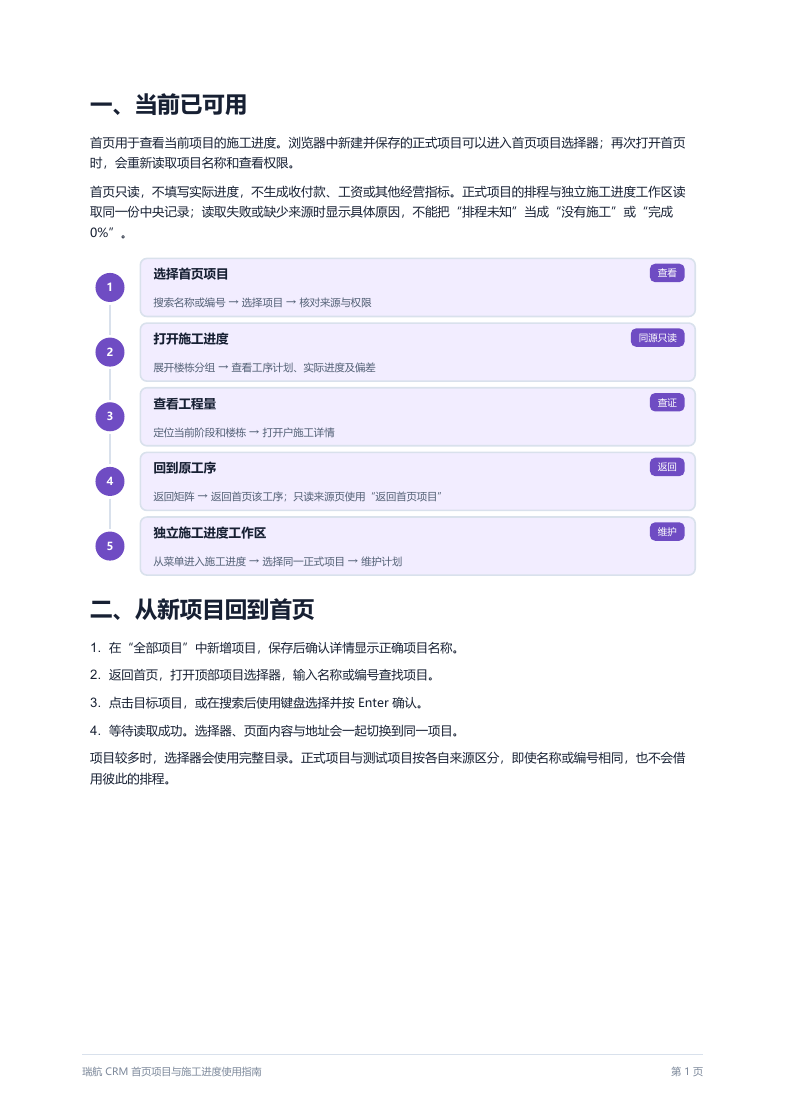 一、当前已可用
首页用于查看当前项目的施工进度。浏览器中新建并保存的正式项目可以进入首页项目选择器；再次打开首页
时，会重新读取项目名称和查看权限。
首页只读，不填写实际进度，不生成收付款、工资或其他经营指标。正式项目的排程与独立施工进度工作区读
取同一份中央记录；读取失败或缺少来源时显示具体原因，不能把“排程未知”当成“没有施工”或“完成
0%”。
1
选择首页项目
查看
搜索名称或编号 → 选择项目 → 核对来源与权限
2
打开施工进度
同源只读
展开楼栋分组 → 查看工序计划、实际进度及偏差
3
查看工程量
查证
定位当前阶段和楼栋 → 打开户施工详情
4
回到原工序
返回
返回矩阵 → 返回首页该工序；只读来源页使用“返回首页项目”
5
独立施工进度工作区
维护
从菜单进入施工进度 → 选择同一正式项目 → 维护计划
二、从新项目回到首页
1. 在“全部项目”中新增项目，保存后确认详情显示正确项目名称。
2. 返回首页，打开顶部项目选择器，输入名称或编号查找项目。
3. 点击目标项目，或在搜索后使用键盘选择并按 Enter 确认。
4. 等待读取成功。选择器、页面内容与地址会一起切换到同一项目。
项目较多时，选择器会使用完整目录。正式项目与测试项目按各自来源区分，即使名称或编号相同，也不会借
用彼此的排程。
瑞航 CRM 首页项目与施工进度使用指南
第 1 页